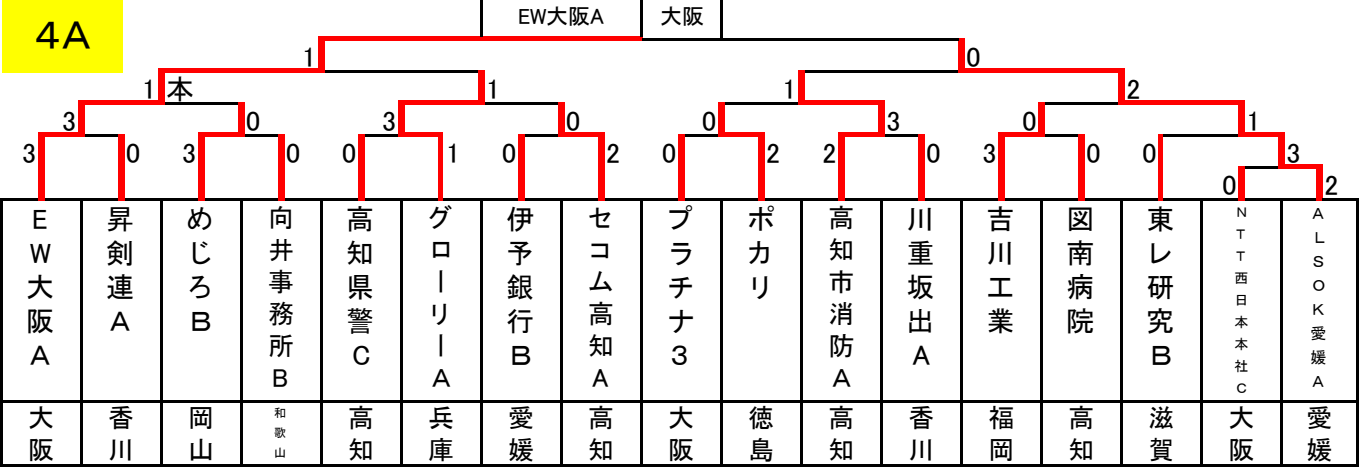 4A
EW大阪A 大阪
1 0
1 本 1 1 2
3 0 3 0 0 3 0 1
3 0 3 0 0 1 0 2 0 2 2 0 3 0 0 3
0 2
EW大阪A
昇剣連A
めじろB
向井事務所B
高知県警C
グローリーA
伊予銀行B
セコム高知A
プラチナ3
ポカリ
高知市消防A
川重坂出A
吉川工業
図南病院
東レ研究B
NTT西日本本社C
ALSOK愛媛A
大阪
香川
岡山
和歌山
高知
兵庫
愛媛
高知
大阪
徳島
高知
香川
福岡
高知
滋賀
大阪
愛媛